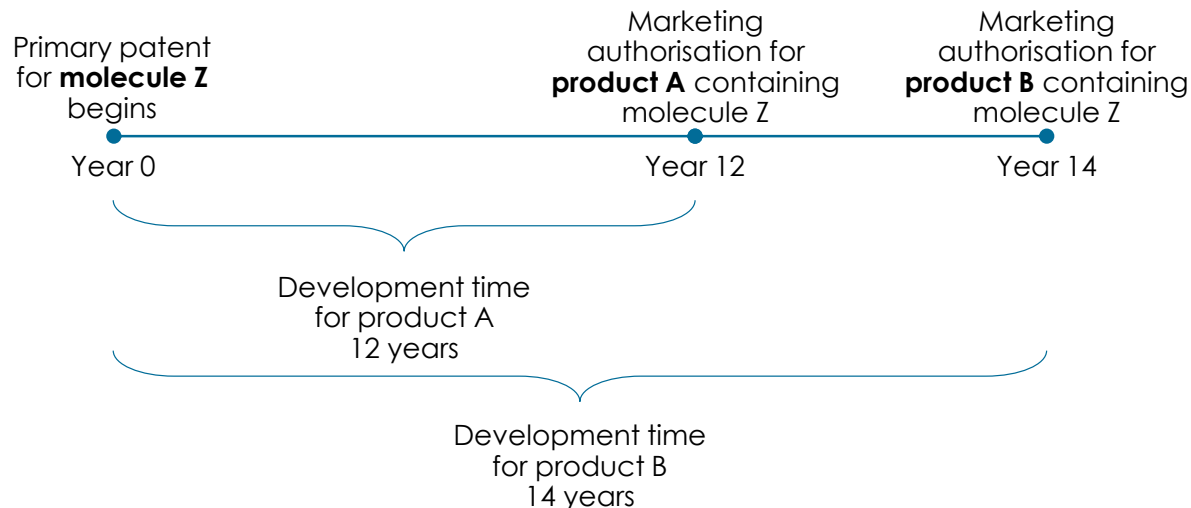 Primary patent
for molecule Z
begins
Marketing
authorisation for
product A containing
molecule Z
Marketing
authorisation for
product B containing
molecule Z
Year 0
Year 12
Year 14
Development time
for product A
12 years
Development time
for product B
14 years